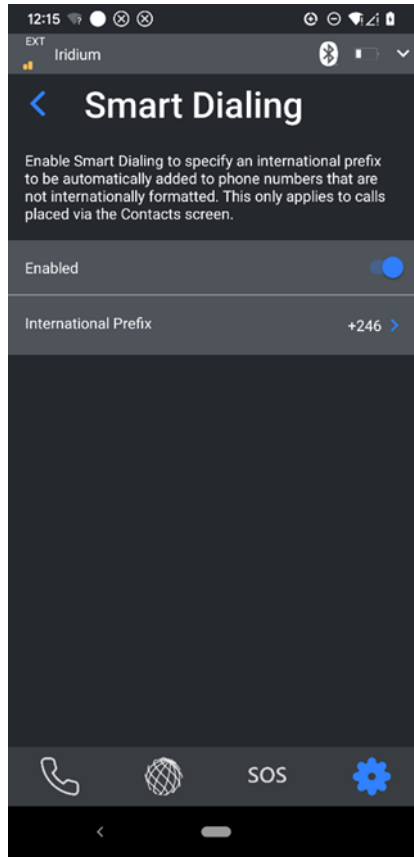 12:15
EXT
Iridium
Smart Dialing
Enable Smart Dialing to specify an international prefix
to be automatically added to phone numbers that are
not internationally formatted. This only applies to calls
placed via the Contacts screen.
Enabled
International Prefix +246
SOS